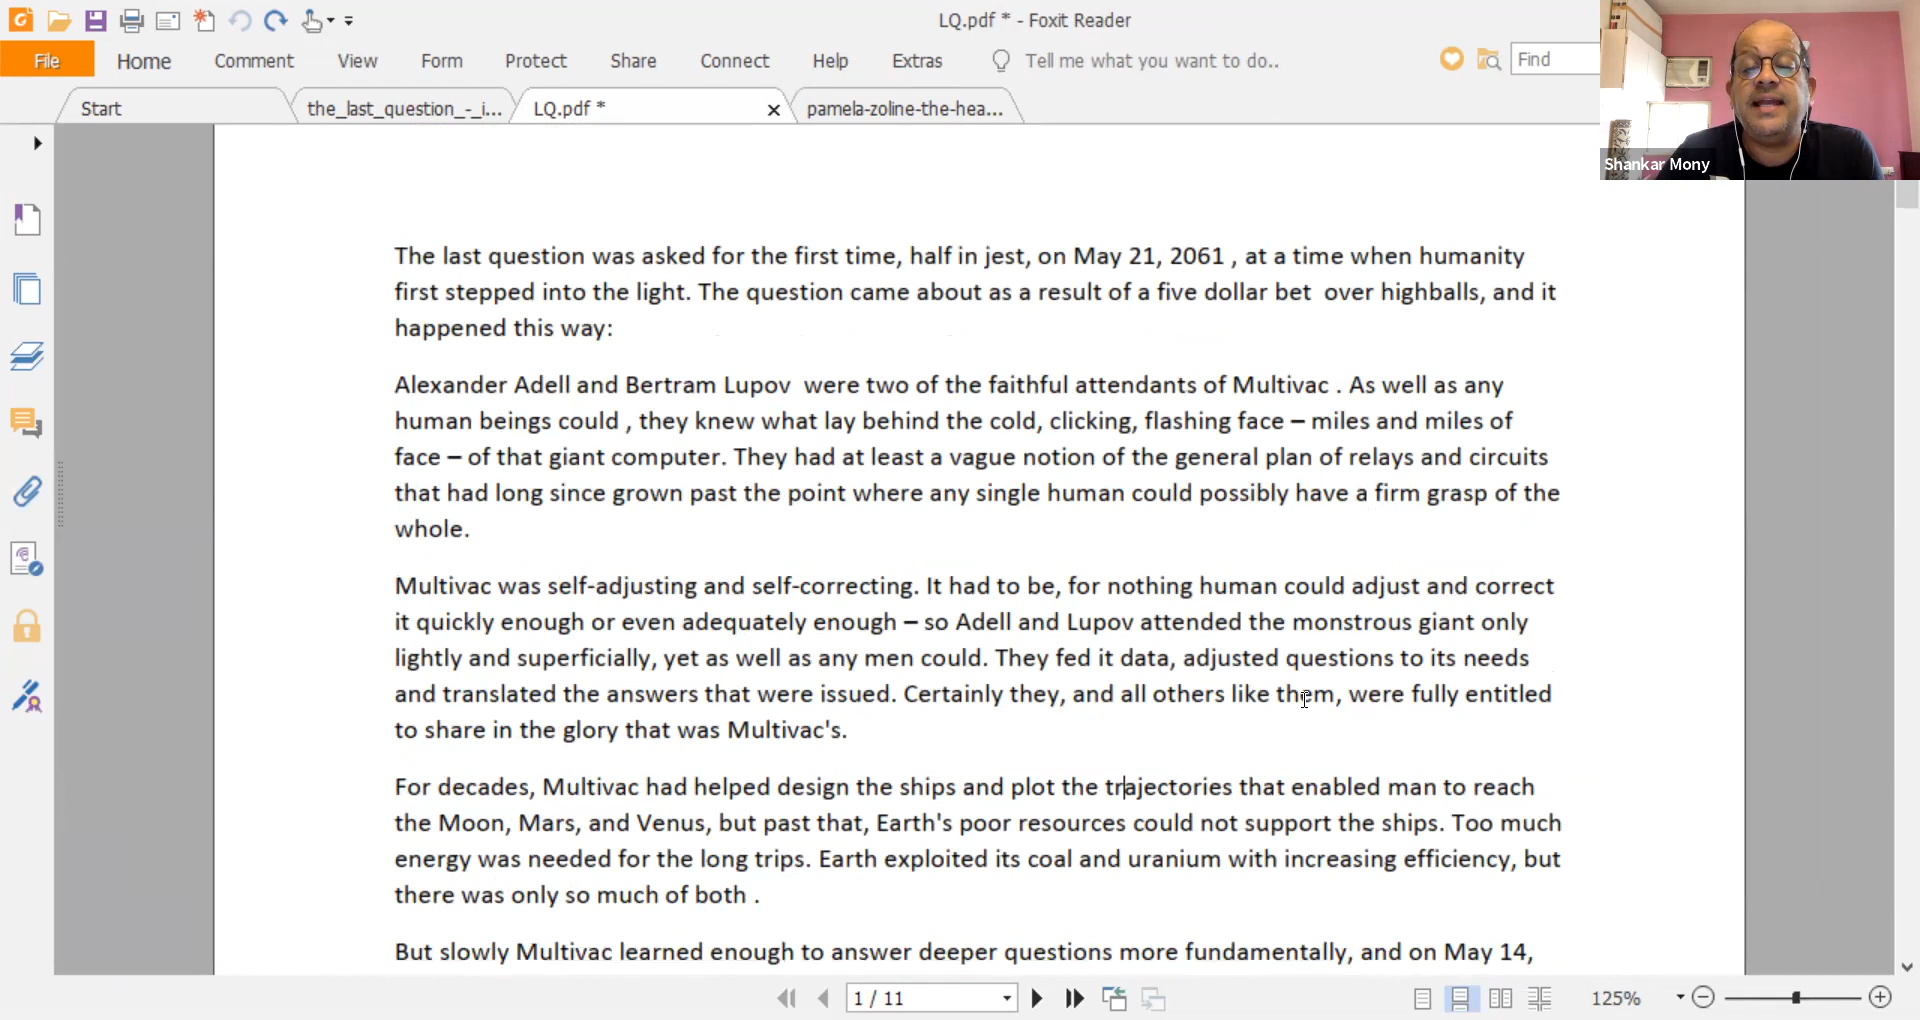 LQ.pdf * - Foxit Reader
File Home Comment View Form Protect Share Connect Help Extras Tell me what you want to do.. Find
Start the_last_question_-_i... LQ.pdf * pamela-zoline-the-hea...
Shankar Mony
The last question was asked for the first time, half in jest, on May 21, 2061 , at a time when humanity
first stepped into the light. The question came about as a result of a five dollar bet  over highballs, and it
happened this way:
Alexander Adell and Bertram Lupov  were two of the faithful attendants of Multivac . As well as any
human beings could , they knew what lay behind the cold, clicking, flashing face – miles and miles of
face – of that giant computer. They had at least a vague notion of the general plan of relays and circuits
that had long since grown past the point where any single human could possibly have a firm grasp of the
whole.
Multivac was self-adjusting and self-correcting. It had to be, for nothing human could adjust and correct
it quickly enough or even adequately enough – so Adell and Lupov attended the monstrous giant only
lightly and superficially, yet as well as any men could. They fed it data, adjusted questions to its needs
and translated the answers that were issued. Certainly they, and all others like them, were fully entitled
to share in the glory that was Multivac's.
For decades, Multivac had helped design the ships and plot the trajectories that enabled man to reach
the Moon, Mars, and Venus, but past that, Earth's poor resources could not support the ships. Too much
energy was needed for the long trips. Earth exploited its coal and uranium with increasing efficiency, but
there was only so much of both .
But slowly Multivac learned enough to answer deeper questions more fundamentally, and on May 14,
1 / 11 125%